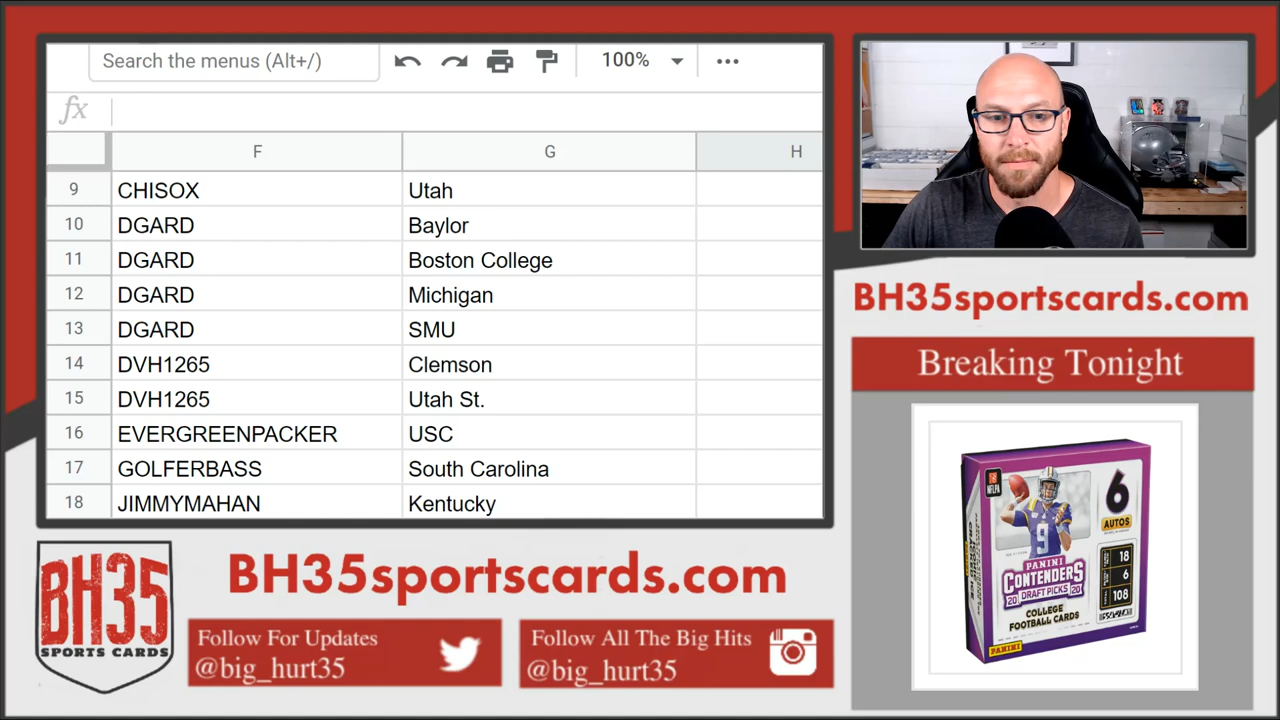 Search the menus (Alt+/)
100%
fx
F G H
9 CHISOX Utah
10 DGARD Baylor
11 DGARD Boston College
12 DGARD Michigan
13 DGARD SMU
14 DVH1265 Clemson
15 DVH1265 Utah St.
16 EVERGREENPACKER USC
17 GOLFERBASS South Carolina
18 JIMMYMAHAN Kentucky
BH35sportscards.com
Breaking Tonight
NFLPA
6
AUTOS
9
18
6
108
PANINI
CONTENDERS
20 DRAFT PICKS 20
COLLEGE
FOOTBALL CARDS
PANINI
BH35
SPORTS CARDS
BH35sportscards.com
Follow For Updates
@big_hurt35
Follow All The Big Hits
@big_hurt35